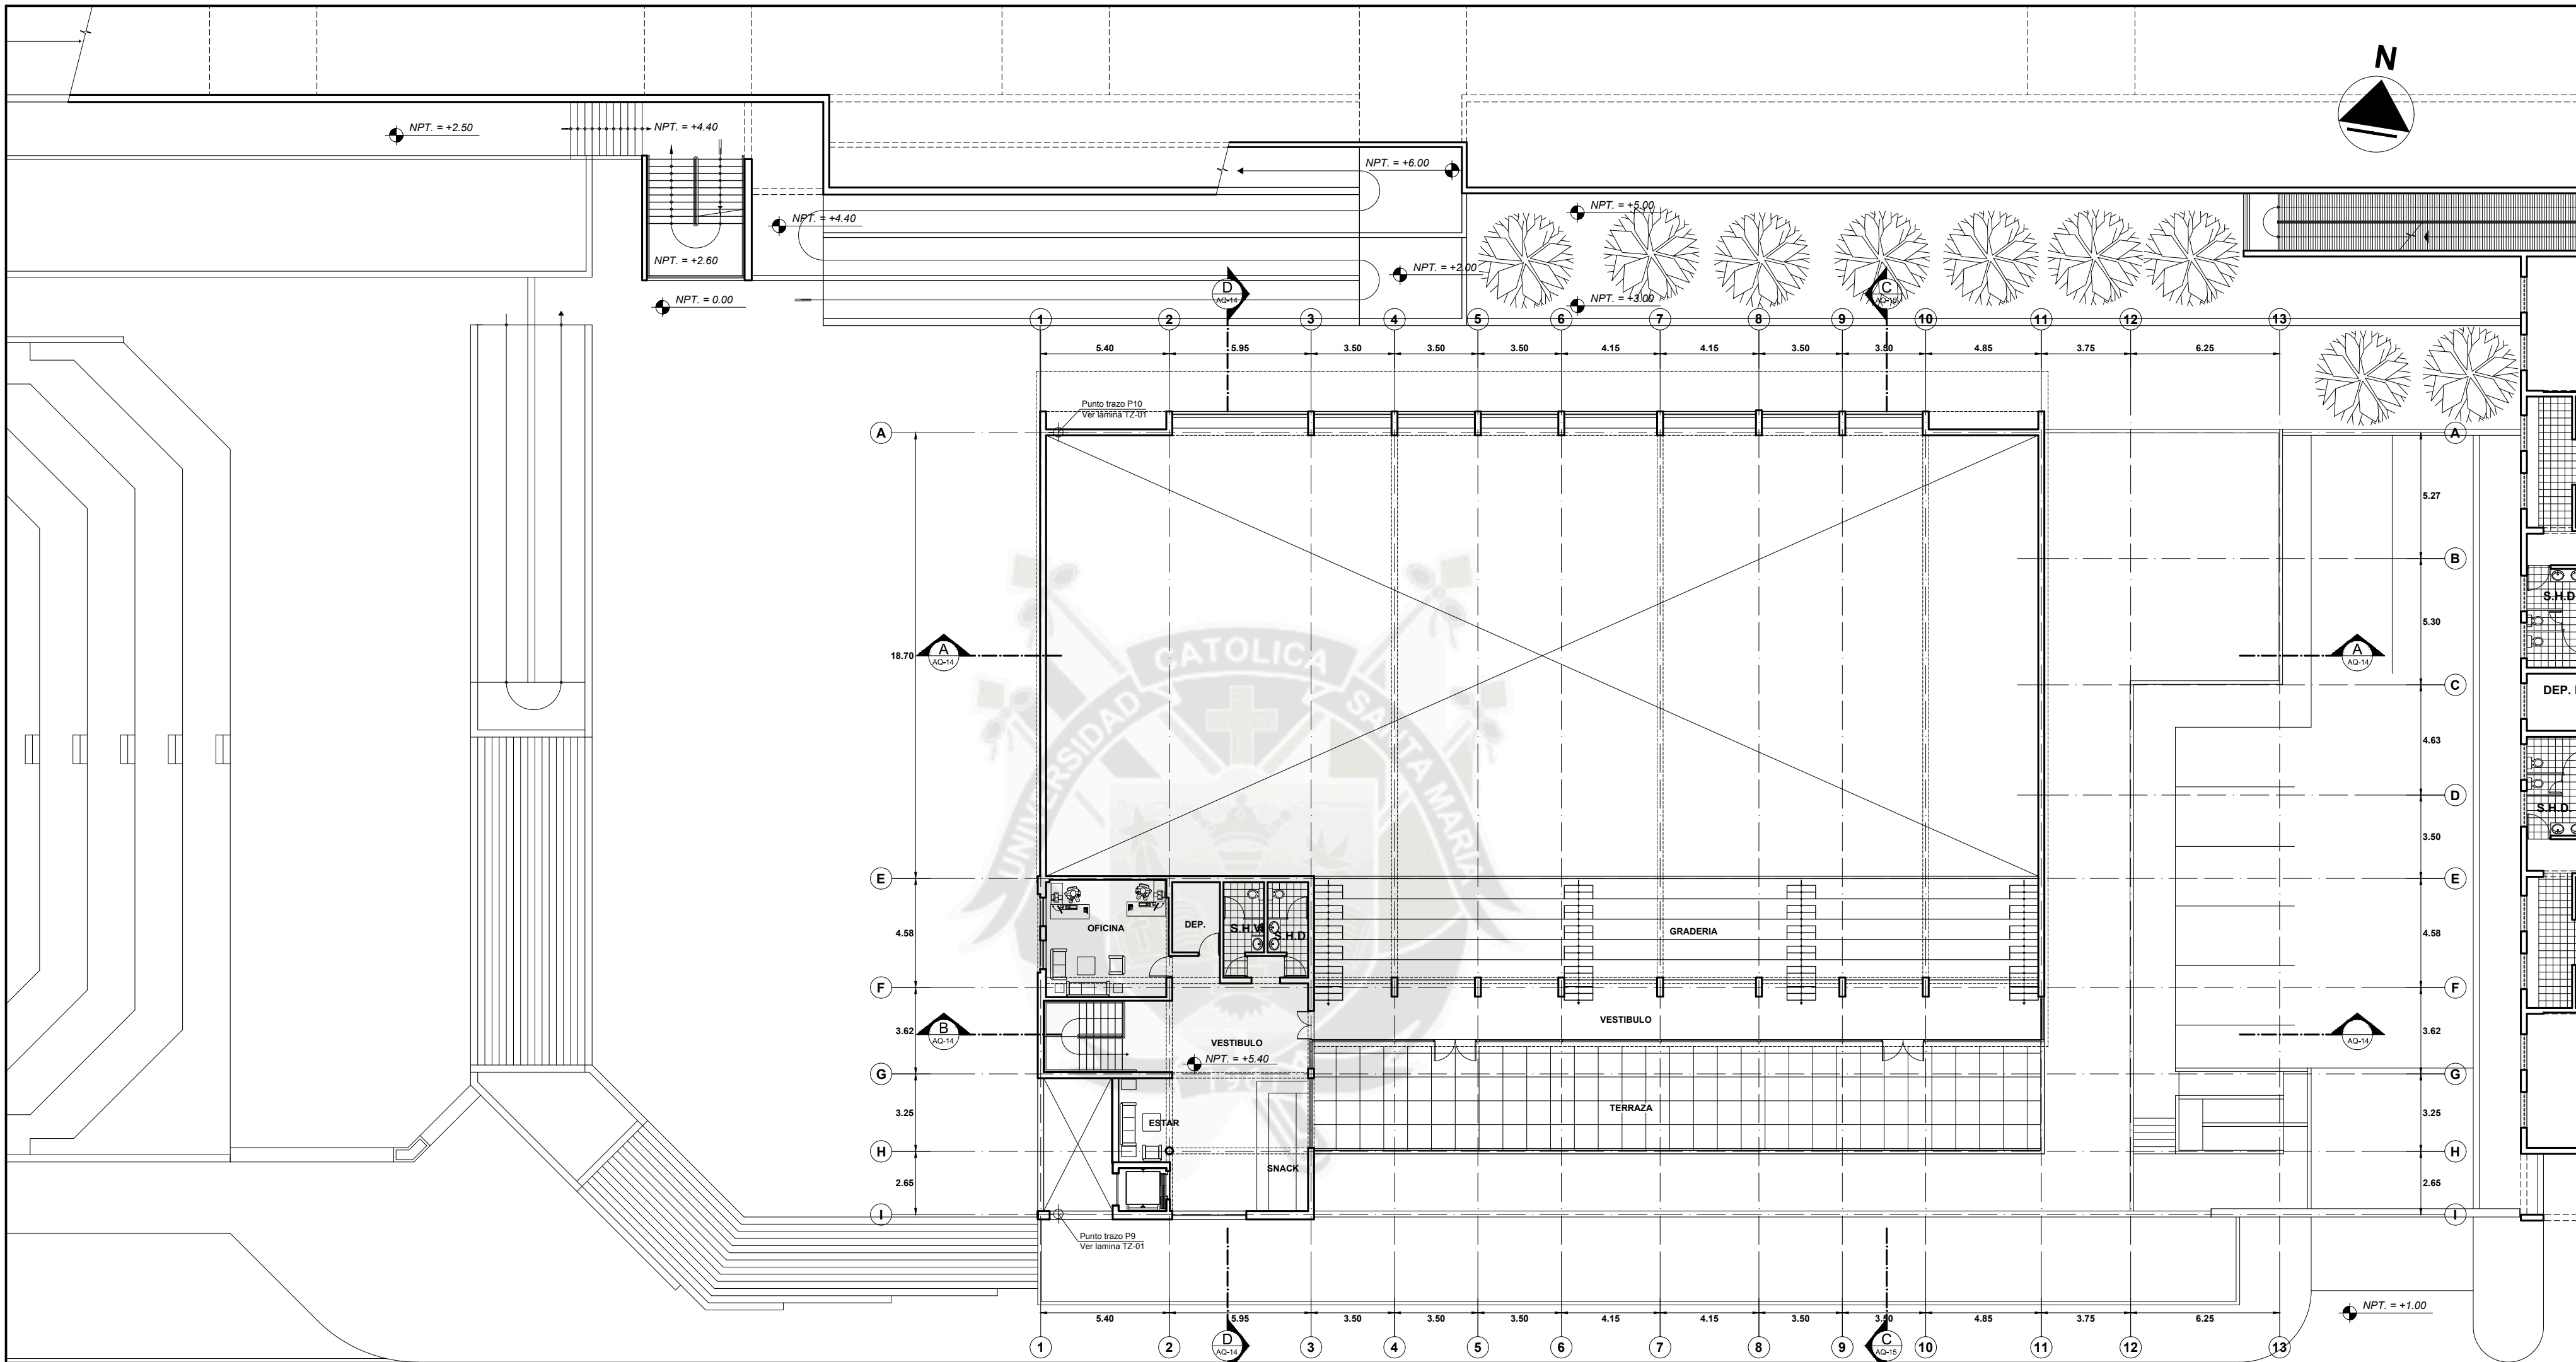 N
NPT. = +2.50
NPT. = +4.40
NPT. = +6.00
NPT. = +4.40
NPT. = +5.00
NPT. = +2.60
NPT. = +2.00
NPT. = 0.00
NPT. = +3.00
D
AQ-14
C
1 2 3 4 5 6 7 8 9 10 11 12 13
5.40 5.95 3.50 3.50 3.50 4.15 4.15 3.50 3.50 4.85 3.75 6.25
Punto trazo P10
Ver lamina TZ-01
A
A
5.27
B
5.30
S.H.D
18.70
A
AQ-14
A
AQ-14
C
DEP.
4.63
UNIVERSIDAD CATOLICA SANTA MARIA
D
S.H.D.
3.50
E
E
OFICINA
DEP.
S.H.V
S.H.D.
GRADERIA
4.58
4.58
F
F
VESTIBULO
3.62
B
AQ-14
VESTIBULO
NPT. = +5.40
3.62
AQ-14
G
G
3.25
ESTAR
TERRAZA
3.25
H
H
SNACK
2.65
2.65
I
I
Punto trazo P9
Ver lamina TZ-01
NPT. = +1.00
5.40 5.95 3.50 3.50 3.50 4.15 4.15 3.50 3.50 4.85 3.75 6.25
1 2 D 3 4 5 6 7 8 9 C 10 11 12 13
AQ-14
AQ-15